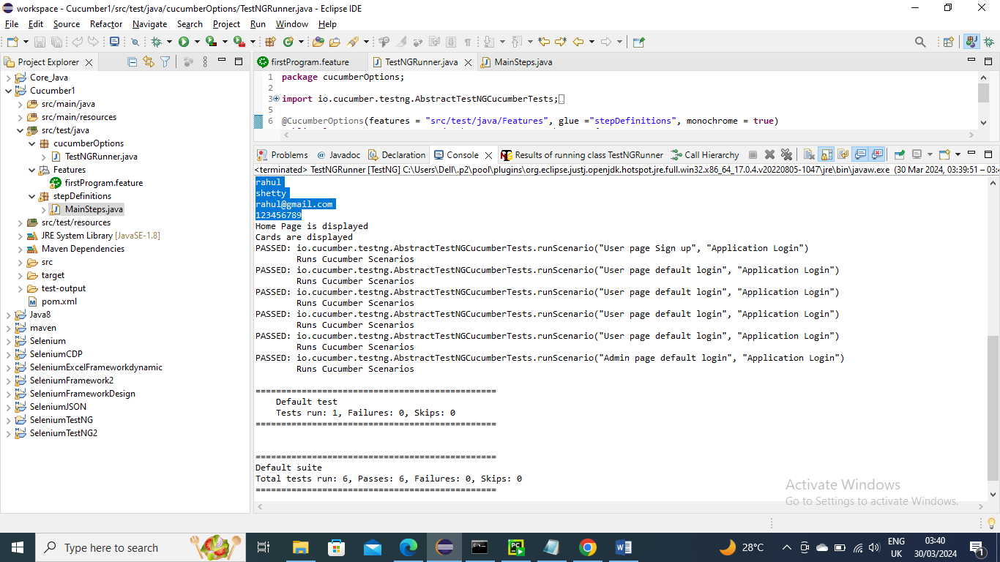 workspace - Cucumber1/src/test/java/cucumberOptions/TestNGRunner.java - Eclipse IDE
File Edit Source Refactor Navigate Search Project Run Window Help
Project Explorer
Core_Java
Cucumber1
src/main/java
src/main/resources
src/test/java
cucumberOptions
TestNGRunner.java
Features
firstProgram.feature
stepDefinitions
MainSteps.java
src/test/resources
JRE System Library [JavaSE-1.8]
Maven Dependencies
src
target
test-output
pom.xml
Java8
maven
Selenium
SeleniumCDP
SeleniumExcelFrameworkdynamic
SeleniumFramework2
SeleniumFrameworkDesign
SeleniumJSON
SeleniumTestNG
SeleniumTestNG2
firstProgram.feature TestNGRunner.java MainSteps.java
1 package cucumberOptions;
2
3 import io.cucumber.testng.AbstractTestNGCucumberTests;
5
6 @CucumberOptions(features = "src/test/java/Features", glue ="stepDefinitions", monochrome = true)
Problems Javadoc Declaration Console Results of running class TestNGRunner Call Hierarchy
<terminated> TestNGRunner [TestNG] C:\Users\Dell\.p2\pool\plugins\org.eclipse.justj.openjdk.hotspot.jre.full.win32.x86_64_17.0.4.v20220805-1047\jre\bin\javaw.exe (30 Mar 2024, 03:39:51 – 03:4
rahul
shetty
rahul@gmail.com
123456789
Home Page is displayed
Cards are displayed
PASSED: io.cucumber.testng.AbstractTestNGCucumberTests.runScenario("User page Sign up", "Application Login")
Runs Cucumber Scenarios
PASSED: io.cucumber.testng.AbstractTestNGCucumberTests.runScenario("User page default login", "Application Login")
Runs Cucumber Scenarios
PASSED: io.cucumber.testng.AbstractTestNGCucumberTests.runScenario("User page default login", "Application Login")
Runs Cucumber Scenarios
PASSED: io.cucumber.testng.AbstractTestNGCucumberTests.runScenario("User page default login", "Application Login")
Runs Cucumber Scenarios
PASSED: io.cucumber.testng.AbstractTestNGCucumberTests.runScenario("User page default login", "Application Login")
Runs Cucumber Scenarios
PASSED: io.cucumber.testng.AbstractTestNGCucumberTests.runScenario("Admin page default login", "Application Login")
Runs Cucumber Scenarios
===============================================
Default test
Tests run: 1, Failures: 0, Skips: 0
===============================================
===============================================
Default suite
Total tests run: 6, Passes: 6, Failures: 0, Skips: 0
===============================================
Activate Windows
Go to Settings to activate Windows.
Type here to search
28°C
ENG
UK
03:40
30/03/2024
1